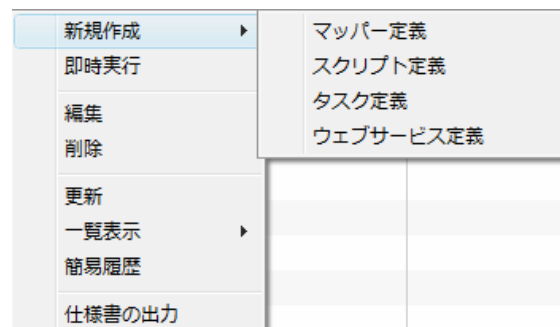 新規作成
即時実行
編集
削除
更新
一覧表示
簡易履歴
仕様書の出力
マッパー定義
スクリプト定義
タスク定義
ウェブサービス定義